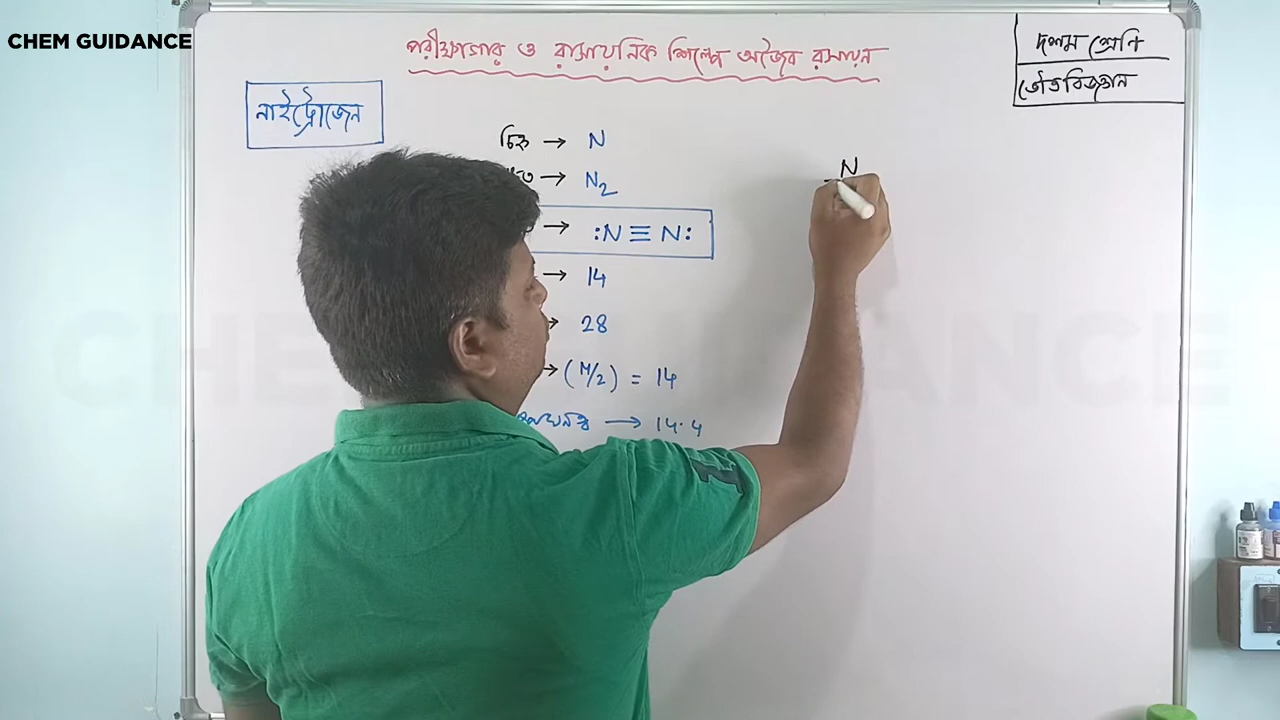 CHEM GUIDANCE
পরীক্ষাগার ও রাসায়নিক শিল্পে অজৈব রসায়ন
দশম শ্রেণি
ভৌতবিজ্ঞান
নাইট্রোজেন
চিহ্ন → N
→ N₂
→ :N≡N:
→ 14
→ 28
→ (M/2) = 14
→ 14.4
N